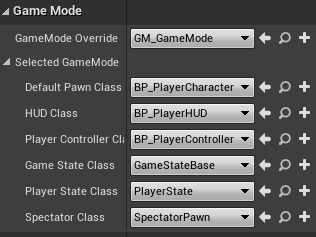 Game Mode
GameMode Override GM_GameMode
Selected GameMode
Default Pawn Class BP_PlayerCharacter
HUD Class BP_PlayerHUD
Player Controller Cla BP_PlayerController
Game State Class GameStateBase
Player State Class PlayerState
Spectator Class SpectatorPawn